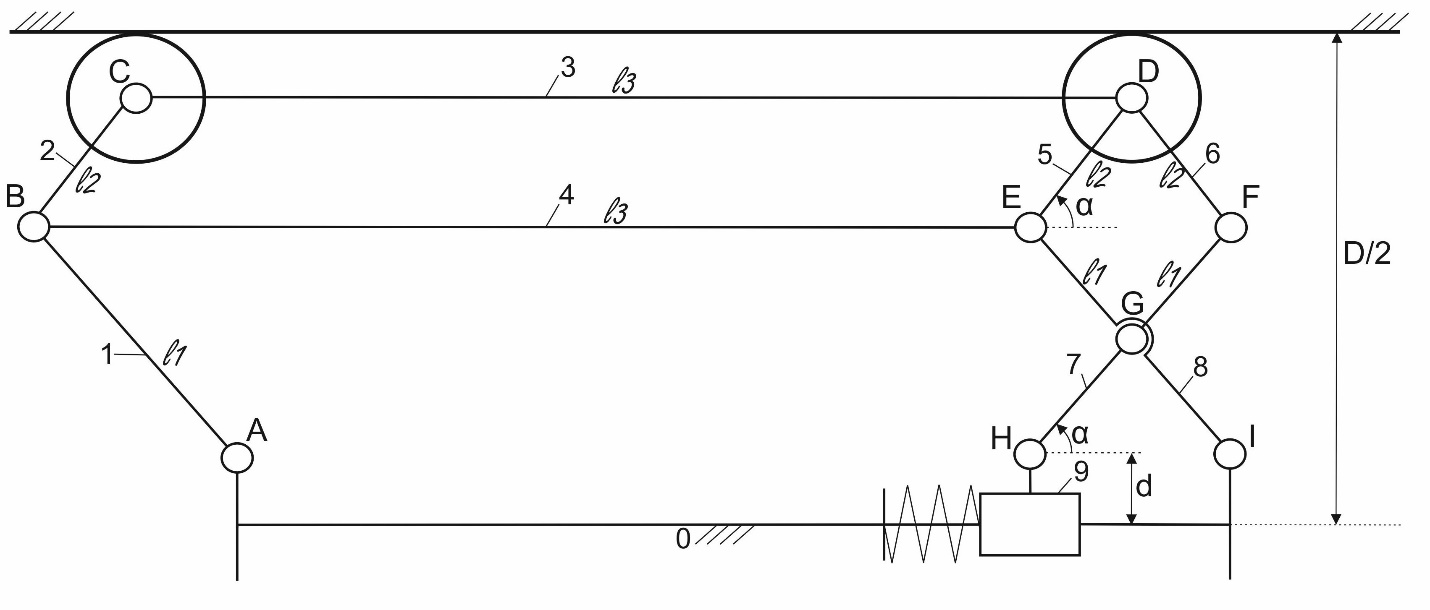 C
3
ℓ3
D
2
ℓ2
5
ℓ2
ℓ2
6
B
4
ℓ3
E
α
F
D/2
ℓ1
ℓ1
G
1
ℓ1
7
8
A
H
α
I
9
d
0